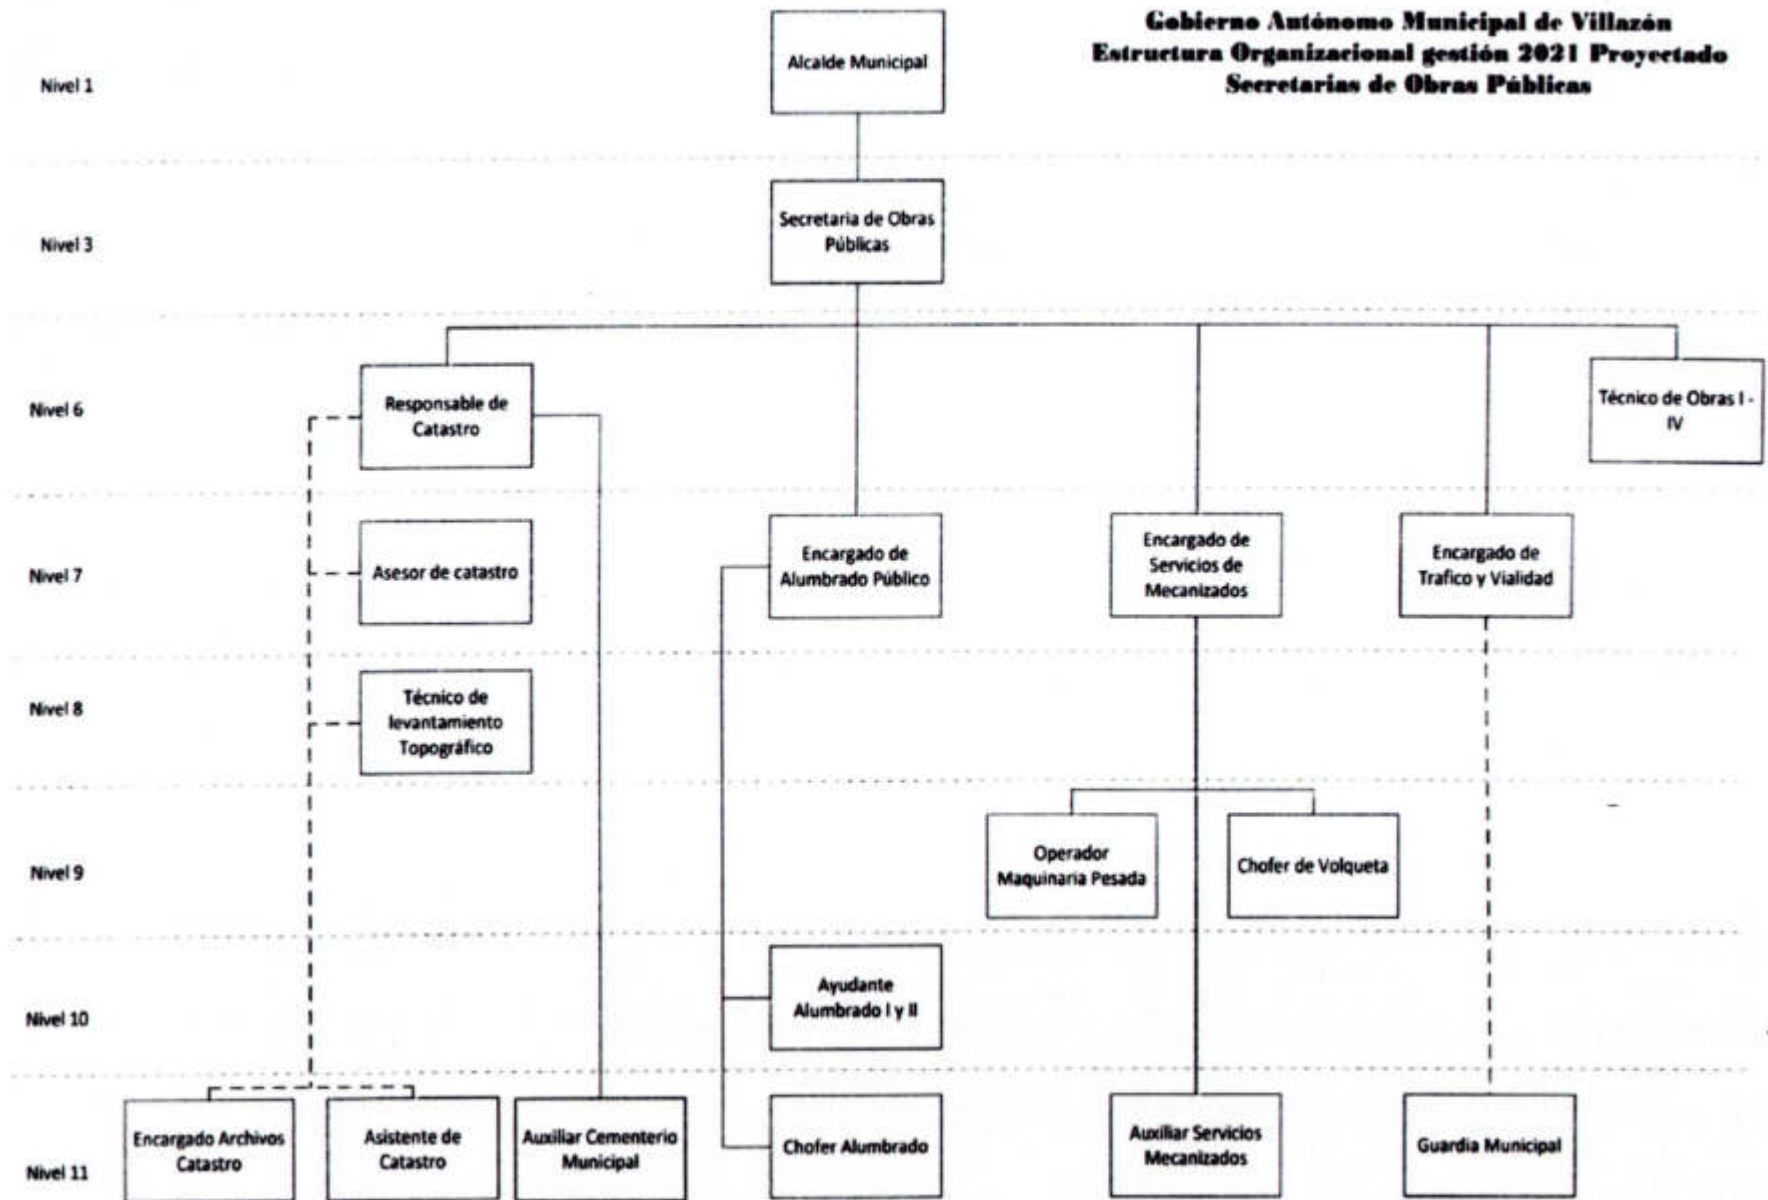 Gobierno Autónomo Municipal de Villazón
Estructura Organizacional gestión 2021 Proyectado
Secretarias de Obras Públicas
Nivel 1
Alcalde Municipal
Nivel 3
Secretaria de Obras
Públicas
Nivel 6
Responsable de
Catastro
Técnico de Obras I -
IV
Nivel 7
Asesor de catastro
Encargado de
Alumbrado Público
Encargado de
Servicios de
Mecanizados
Encargado de
Trafico y Vialidad
Nivel 8
Técnico de
levantamiento
Topográfico
Nivel 9
Operador
Maquinaria Pesada
Chofer de Volqueta
Nivel 10
Ayudante
Alumbrado I y II
Nivel 11
Encargado Archivos
Catastro
Asistente de
Catastro
Auxiliar Cementerio
Municipal
Chofer Alumbrado
Auxiliar Servicios
Mecanizados
Guardia Municipal